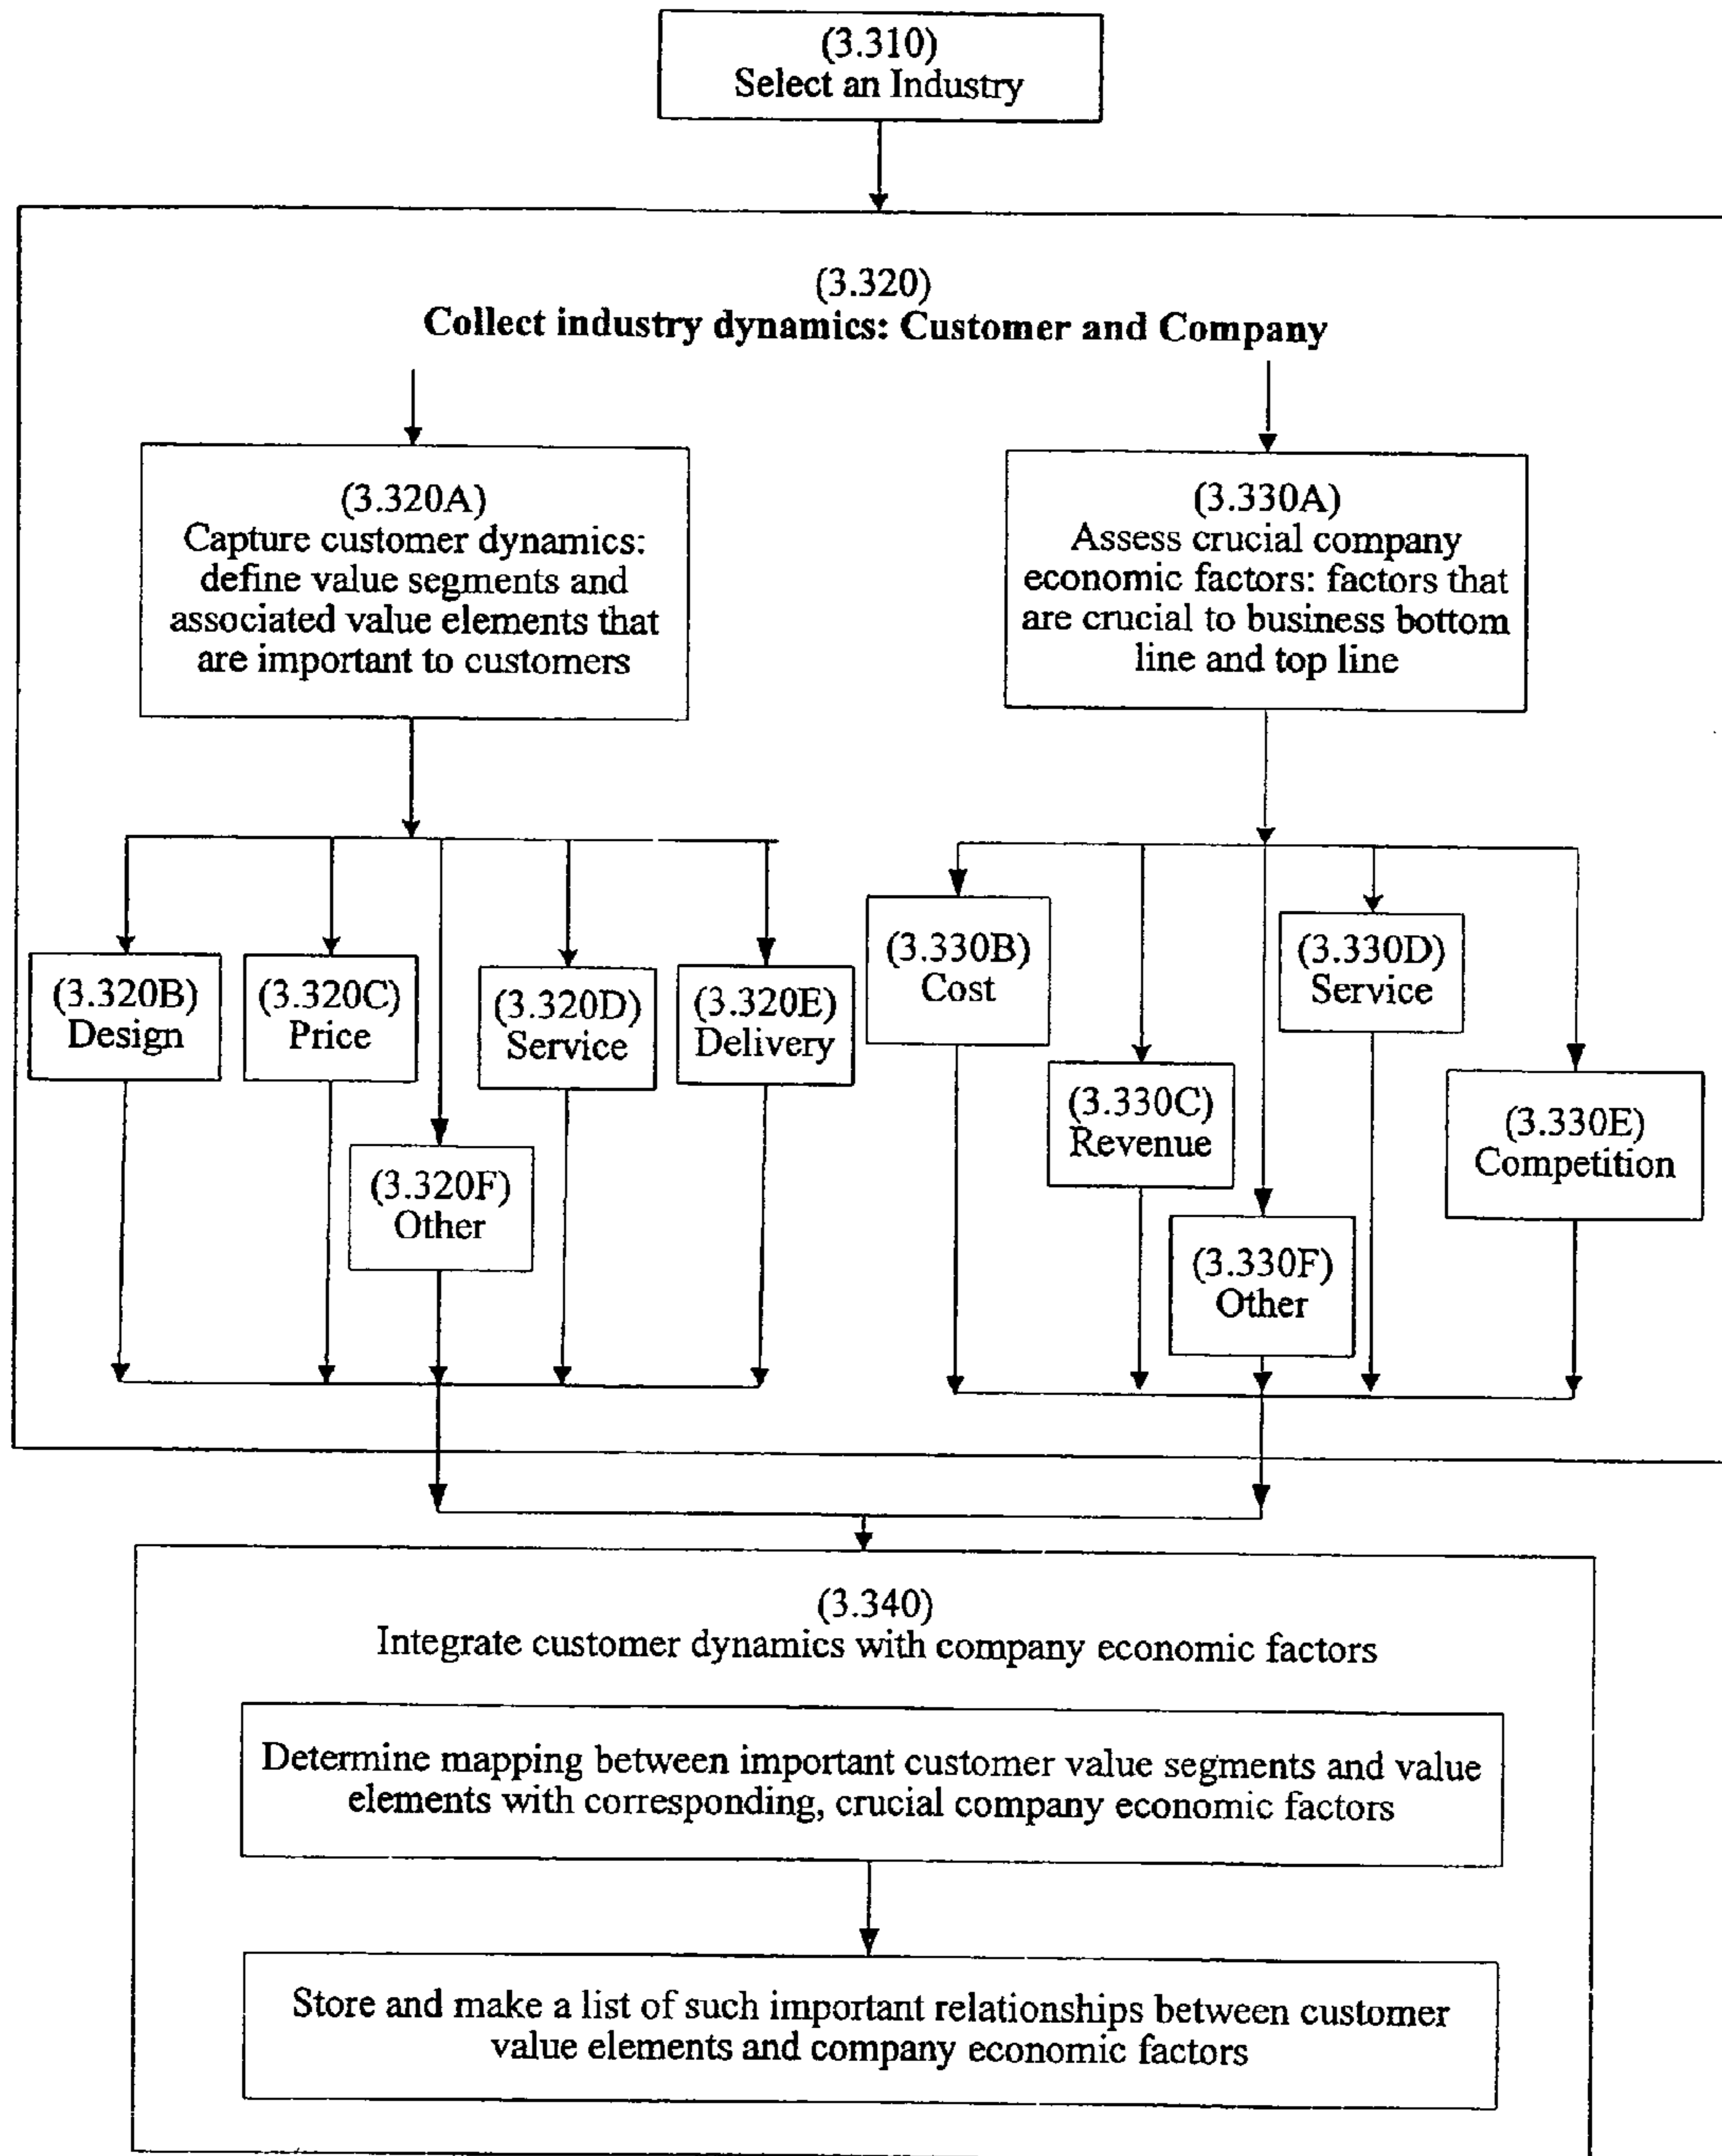 (3.310)
Select an Industry
(3.320)
Collect industry dynamics: Customer and Company
(3.320A)
Capture customer dynamics:
define value segments and
associated value elements that
are important to customers
(3.330A)
Assess crucial company
economic factors: factors that
are crucial to business bottom
line and top line
(3.320B)
Design
(3.320C)
Price
(3.320D)
Service
(3.320E)
Delivery
(3.320F)
Other
(3.330B)
Cost
(3.330C)
Revenue
(3.330D)
Service
(3.330E)
Competition
(3.330F)
Other
(3.340)
Integrate customer dynamics with company economic factors
Determine mapping between important customer value segments and value
elements with corresponding, crucial company economic factors
Store and make a list of such important relationships between customer
value elements and company economic factors